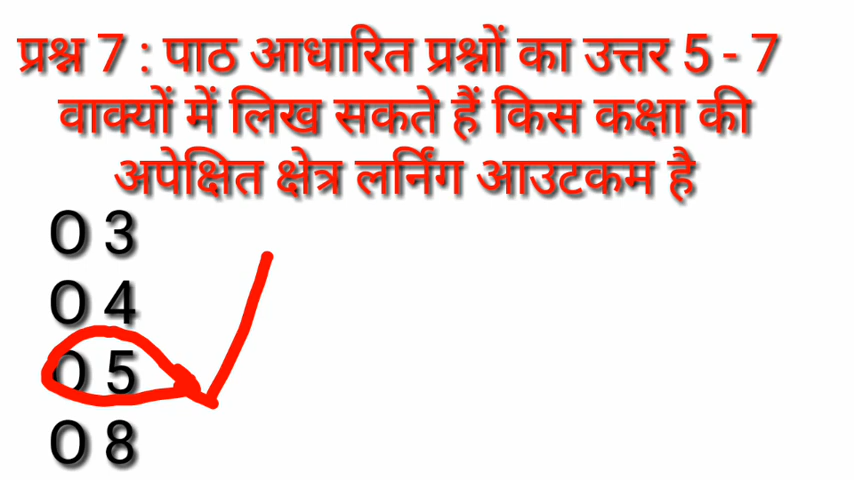 प्रश्न 7 : पाठ आधारित प्रश्नों का उत्तर 5 - 7
वाक्यों में लिख सकते हैं किस कक्षा की
अपेक्षित क्षेत्र लर्निंग आउटकम है
O 3
O 4
O 5
O 8